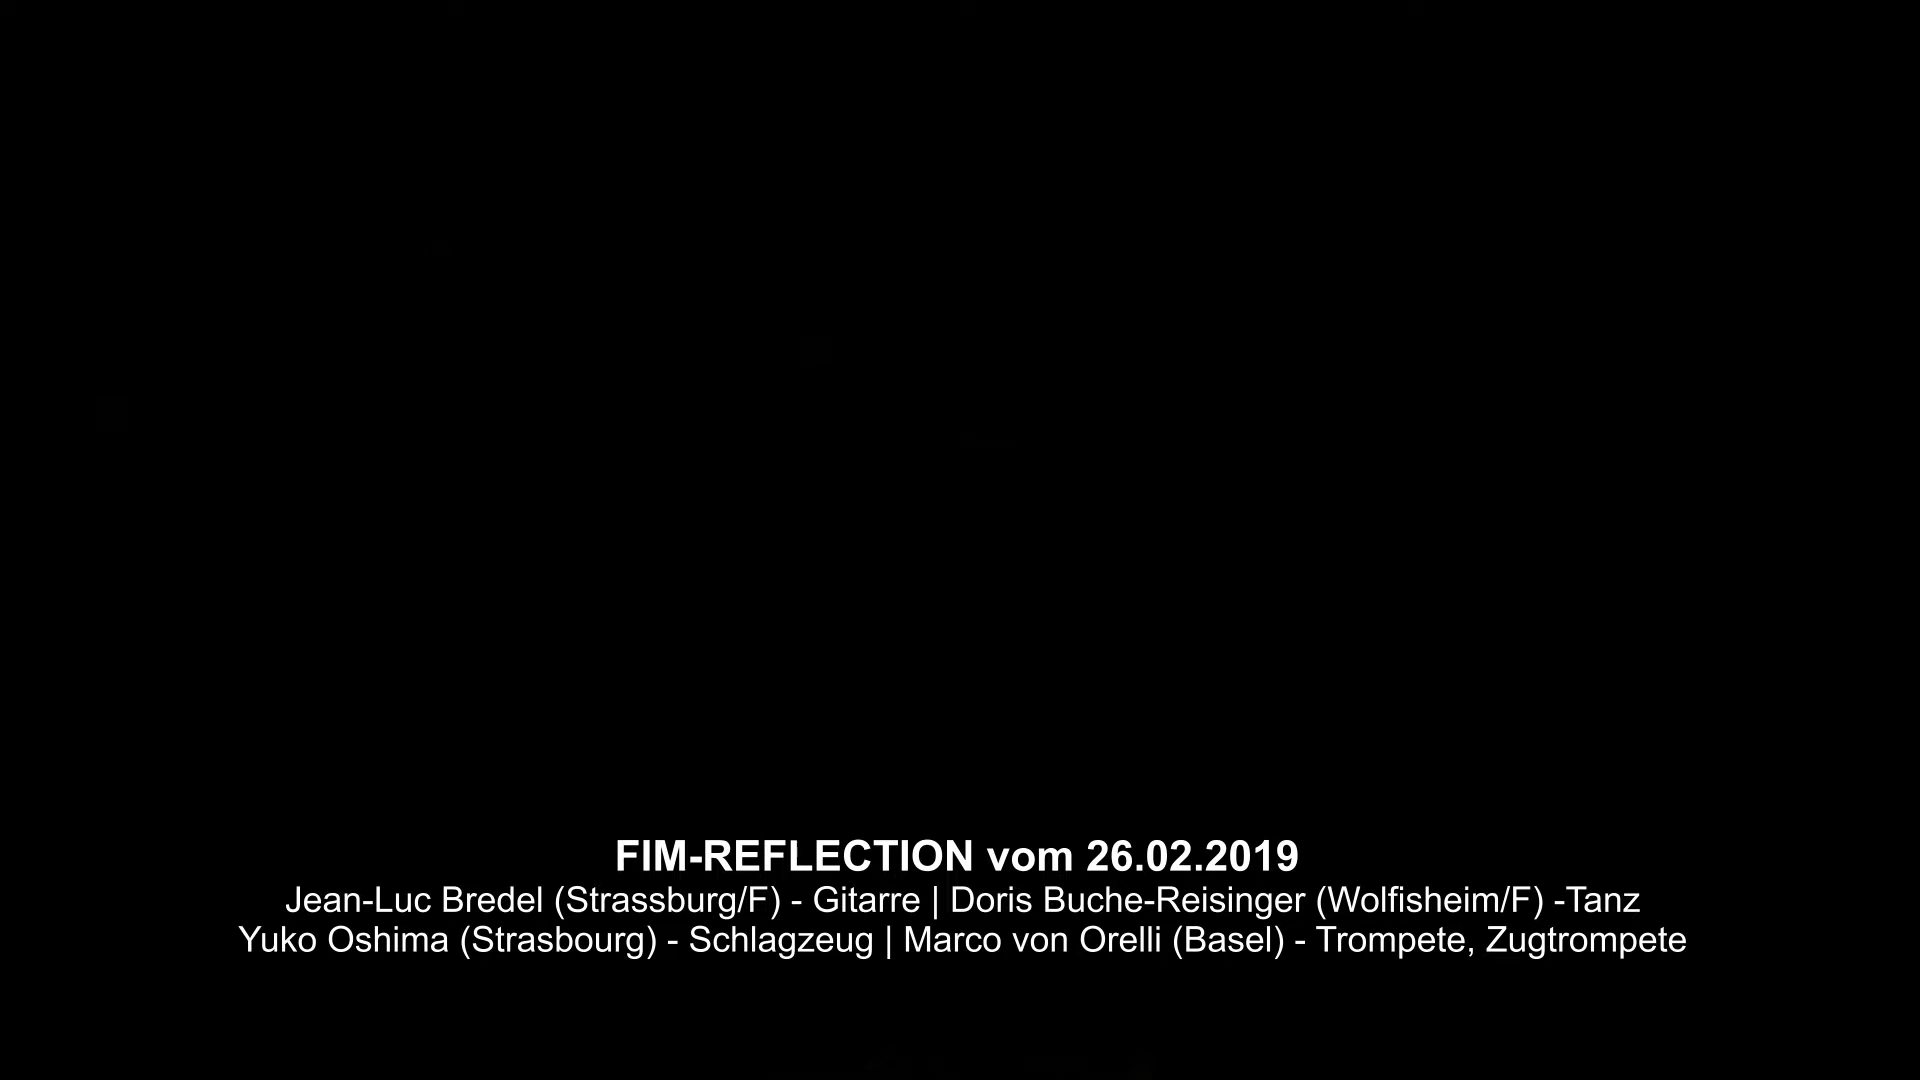 FIM-REFLECTION vom 26.02.2019
Jean-Luc Bredel (Strassburg/F) - Gitarre | Doris Buche-Reisinger (Wolfisheim/F) -Tanz
Yuko Oshima (Strasbourg) - Schlagzeug | Marco von Orelli (Basel) - Trompete, Zugtrompete